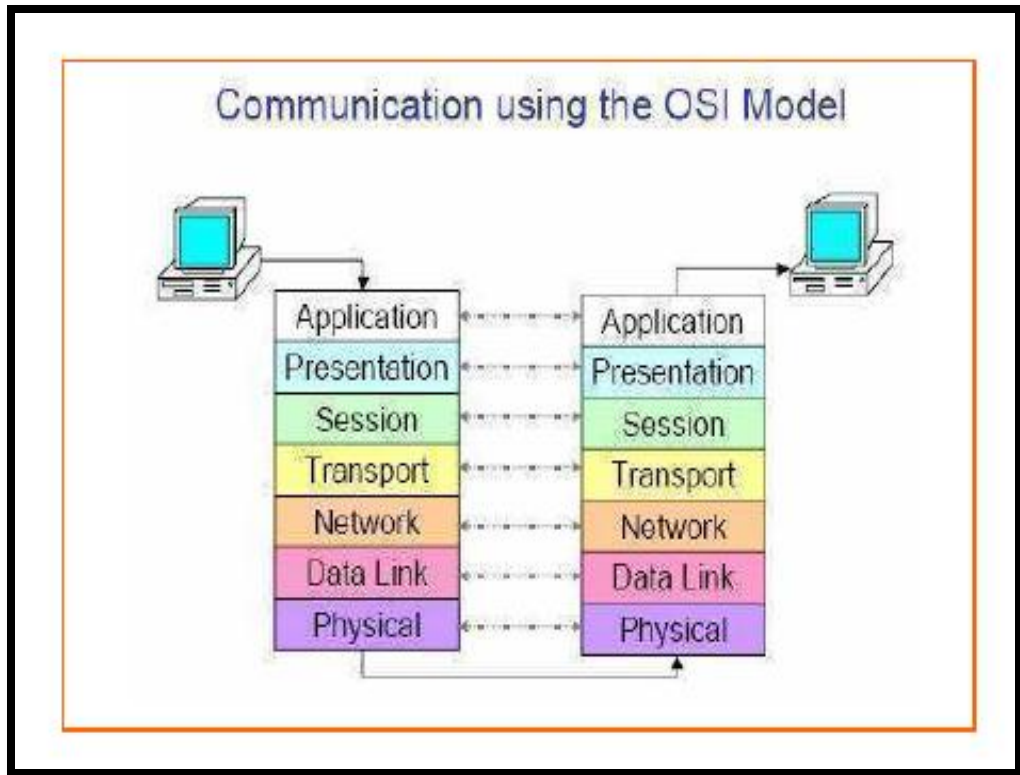 Communication using the OSI Model
Application
Presentation
Session
Transport
Network
Data Link
Physical
Application
Presentation
Session
Transport
Network
Data Link
Physical